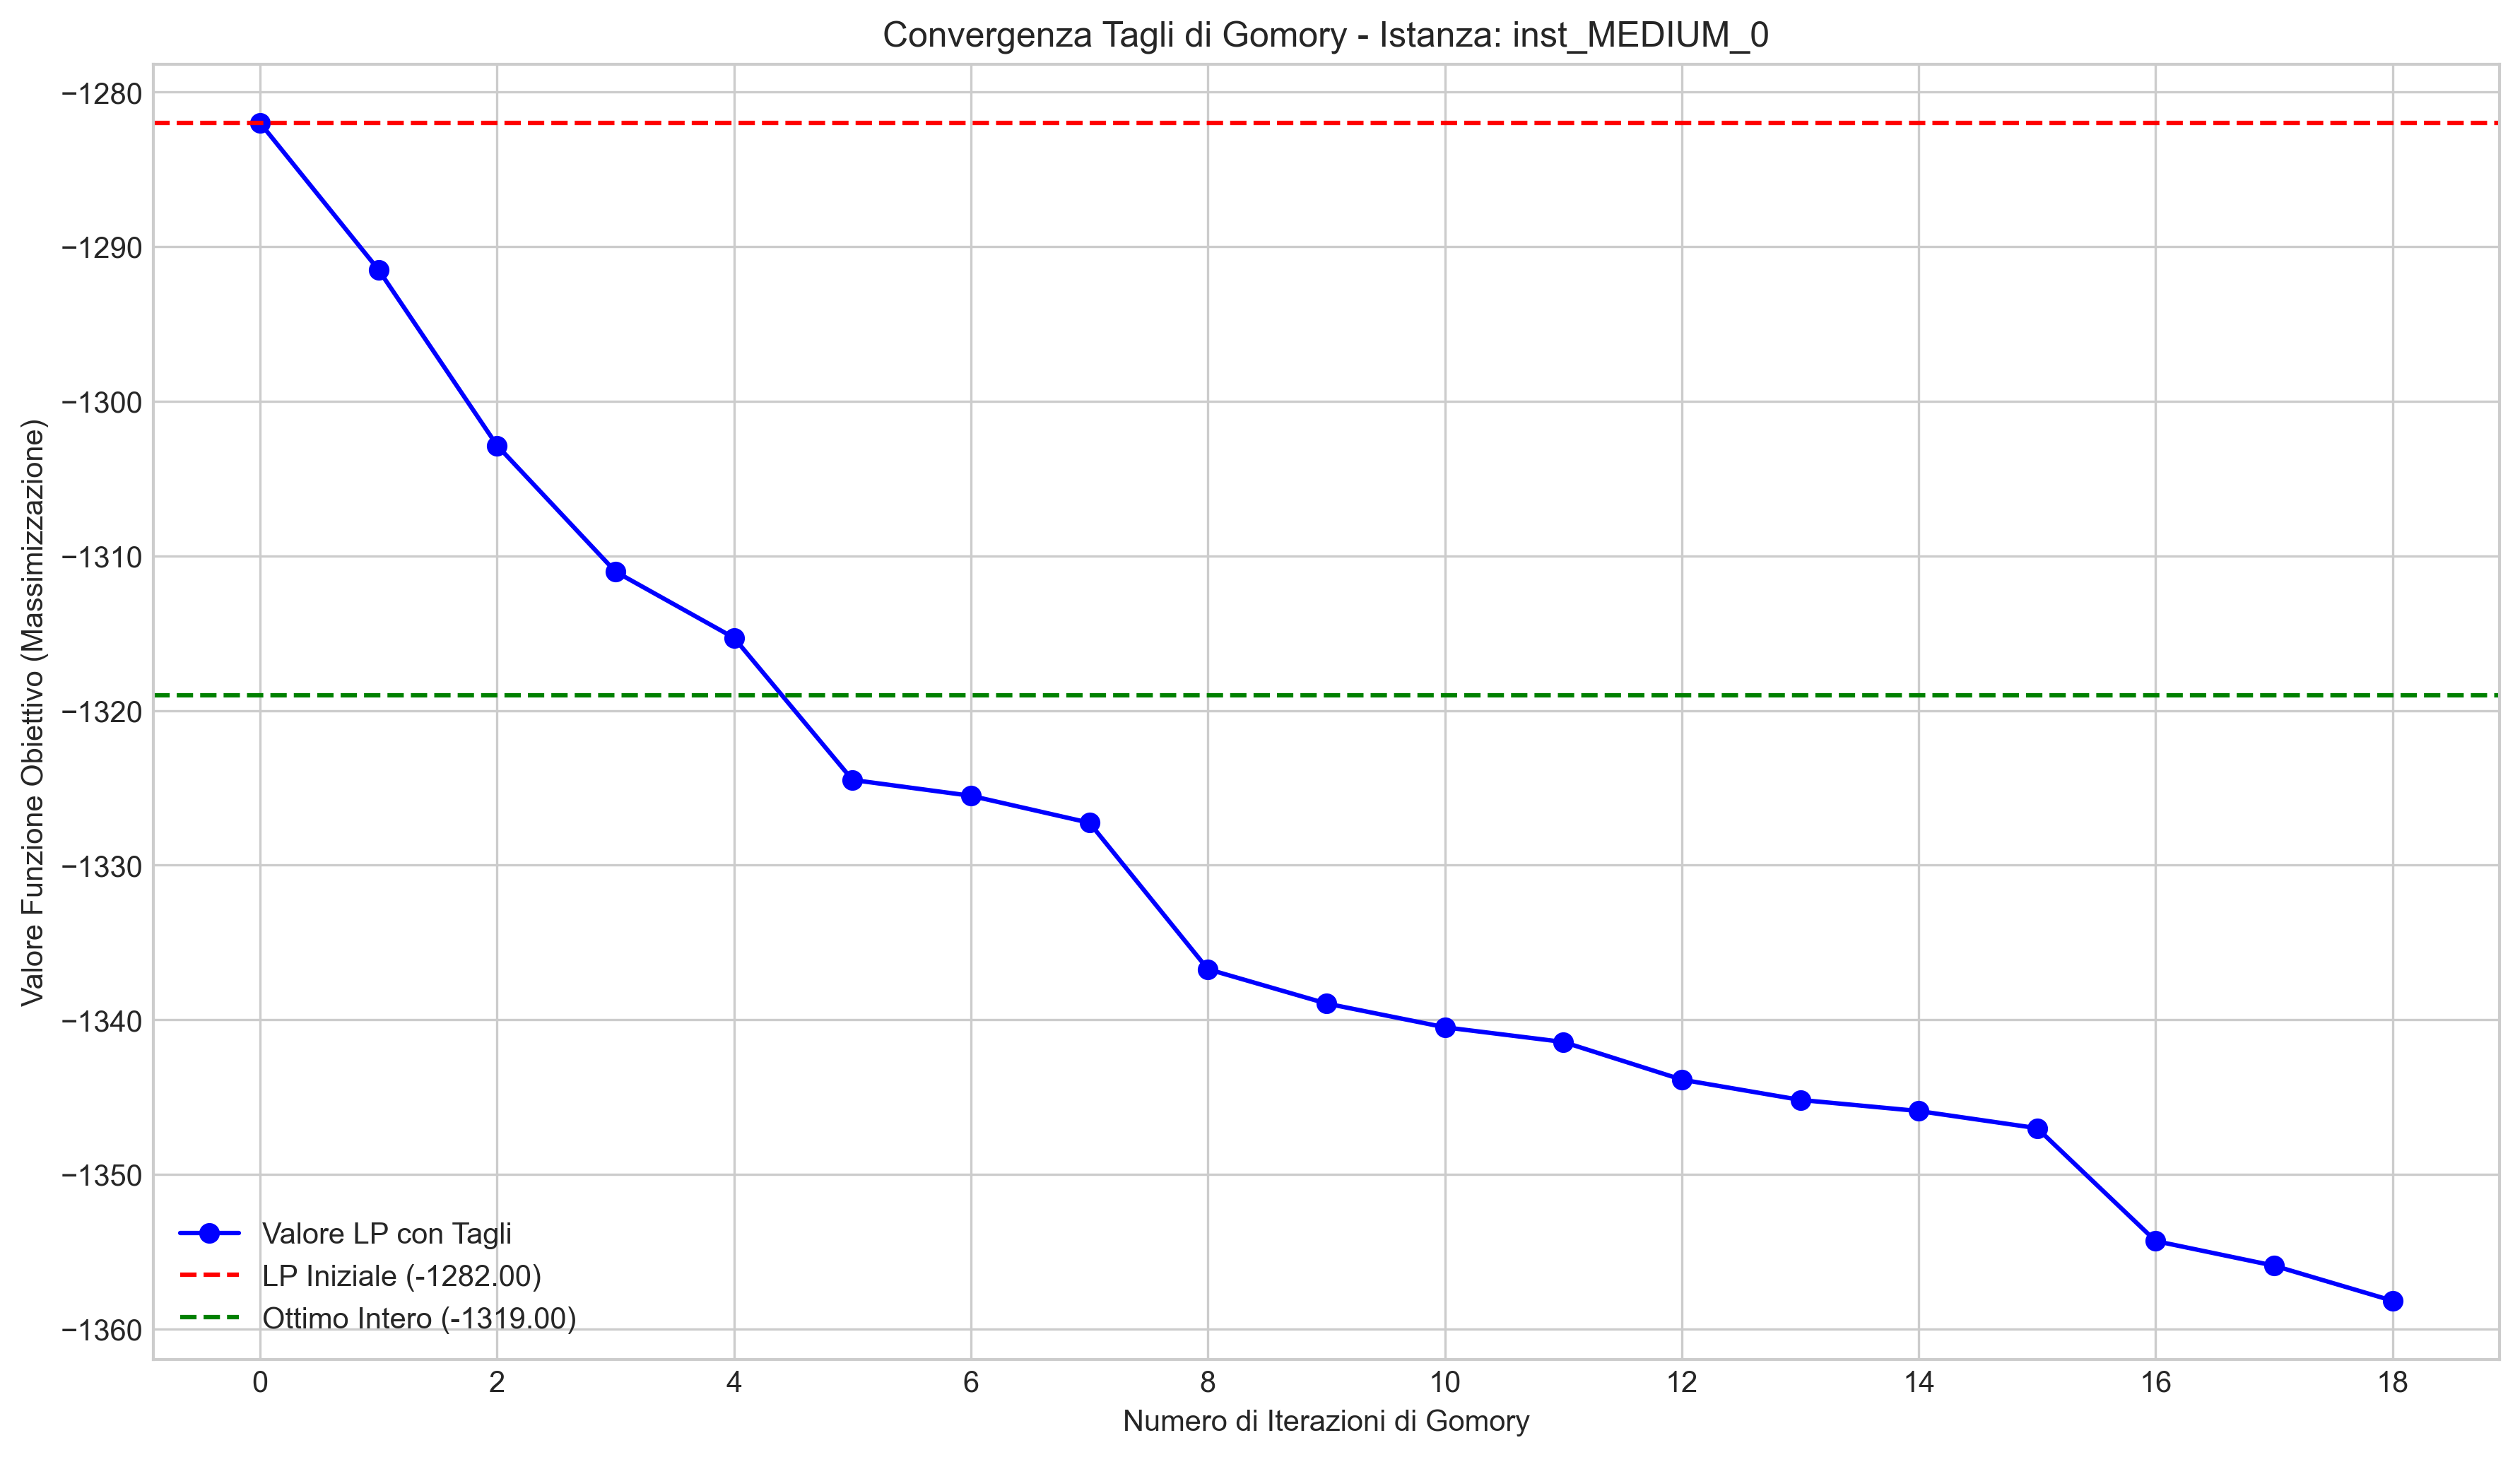 Convergenza Tagli di Gomory - Istanza: inst_MEDIUM_0
Valore Funzione Obiettivo (Massimizzazione)
−1280
−1290
−1300
−1310
−1320
−1330
−1340
−1350
−1360
Valore LP con Tagli
LP Iniziale (-1282.00)
Ottimo Intero (-1319.00)
0 2 4 6 8 10 12 14 16 18
Numero di Iterazioni di Gomory